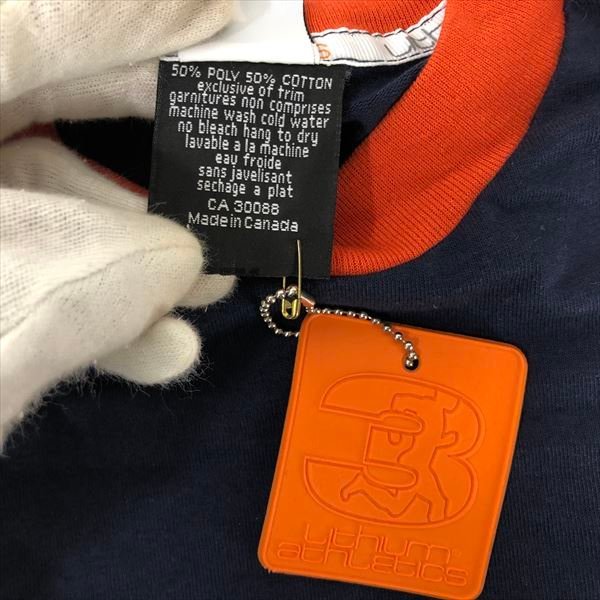 50% POLY 50% COTTON
exclusive of trim
garnitures non comprises
machine wash cold water
no bleach hang to dry
lavable a la machine
eau froide
sans javelisant
sechage a plat
CA 30088
Made in Canada
3
lithium®
athletics